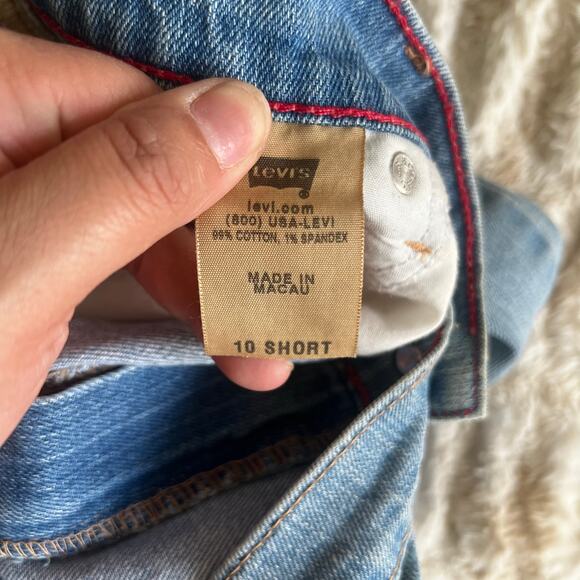 LEVI'S
levi.com
(800) USA-LEVI
99% COTTON, 1% SPANDEX
MADE IN
MACAU
10 SHORT